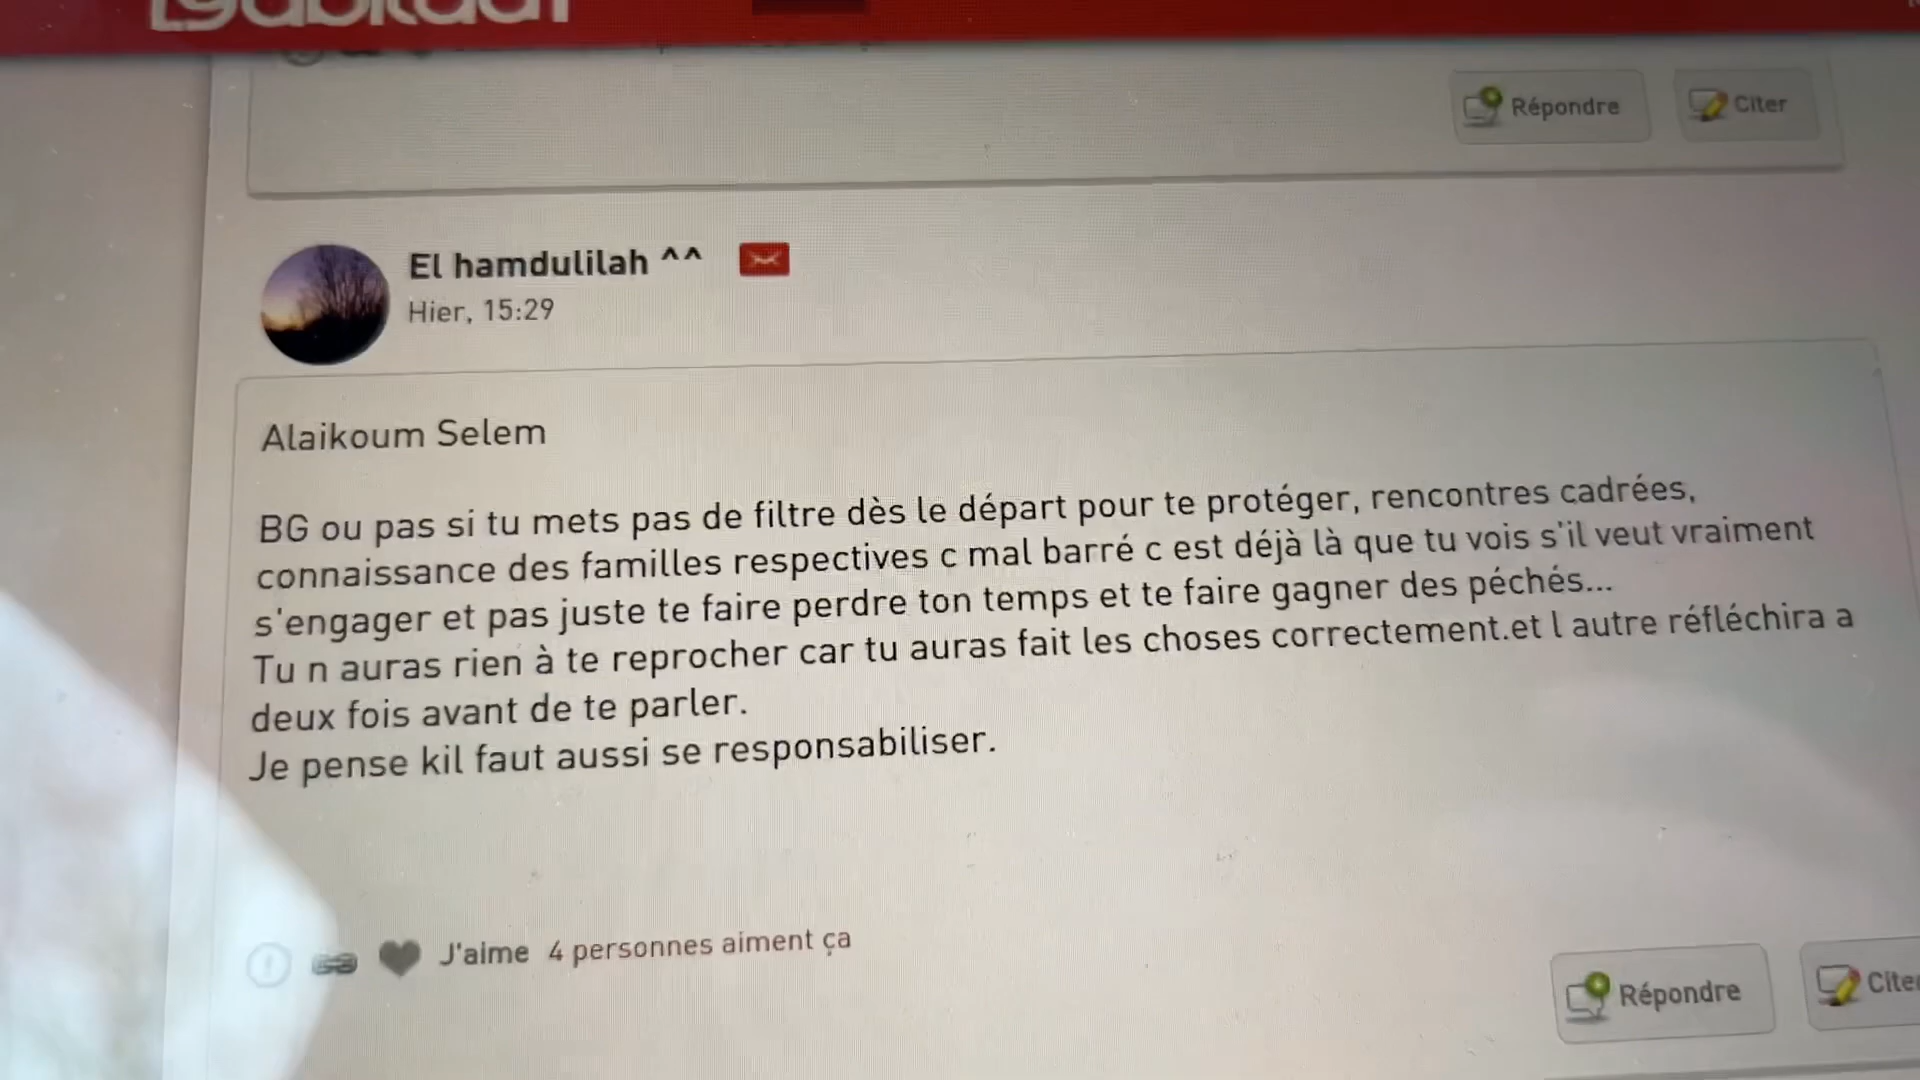 Répondre
Citer
El hamdulilah ^^
Hier, 15:29
Alaikoum Selem
BG ou pas si tu mets pas de filtre dès le départ pour te protéger, rencontres cadrées,
connaissance des familles respectives c mal barré c est déjà là que tu vois s'il veut vraiment
s'engager et pas juste te faire perdre ton temps et te faire gagner des péchés...
Tu n auras rien à te reprocher car tu auras fait les choses correctement.et l autre réfléchira a
deux fois avant de te parler.
Je pense kil faut aussi se responsabiliser.
J'aime 4 personnes aiment ça
Répondre
Citer